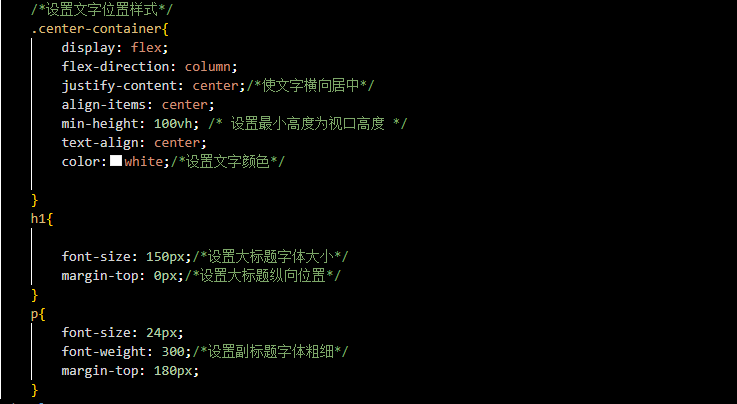 /*设置文字位置样式*/
.center-container{
display: flex;
flex-direction: column;
justify-content: center;/*使文字横向居中*/
align-items: center;
min-height: 100vh; /* 设置最小高度为视口高度 */
text-align: center;
color:white;/*设置文字颜色*/
}
h1{
font-size: 150px;/*设置大标题字体大小*/
margin-top: 0px;/*设置大标题纵向位置*/
}
p{
font-size: 24px;
font-weight: 300;/*设置副标题字体粗细*/
margin-top: 180px;
}